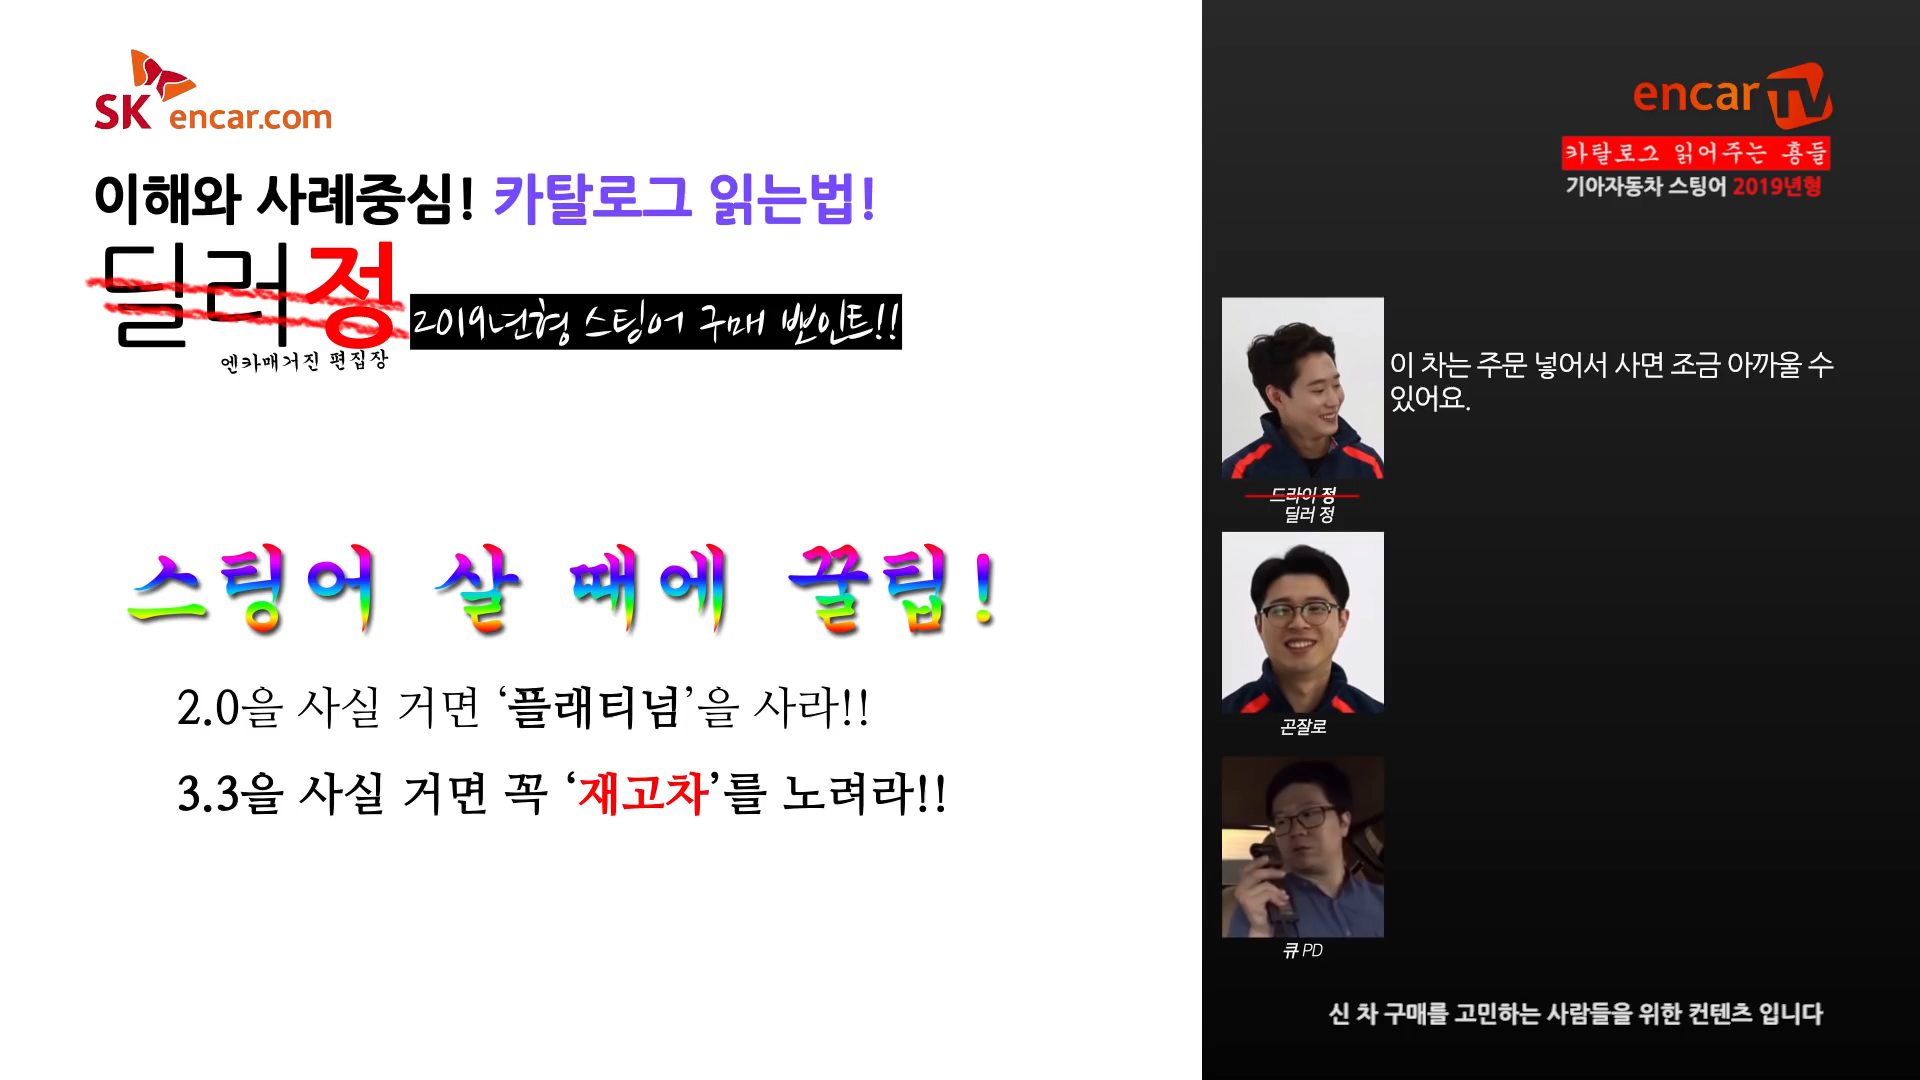 SK encar.com
이해와 사례중심! 카탈로그 읽는법!
딜러정
엔카매거진 편집장
2019년형 스팅어 구매 뽀인트!!
스팅어 살 때에 꿀팁!
2.0을 사실 거면 ‘플래티넘’을 사라!!
3.3을 사실 거면 꼭 ‘재고차’를 노려라!!
encar TV
카탈로그 읽어주는 횽들
기아자동차 스팅어 2019년형
이 차는 주문 넣어서 사면 조금 아까울 수
있어요.
드라이 정
딜러 정
곤잘로
큐 PD
신 차 구매를 고민하는 사람들을 위한 컨텐츠 입니다